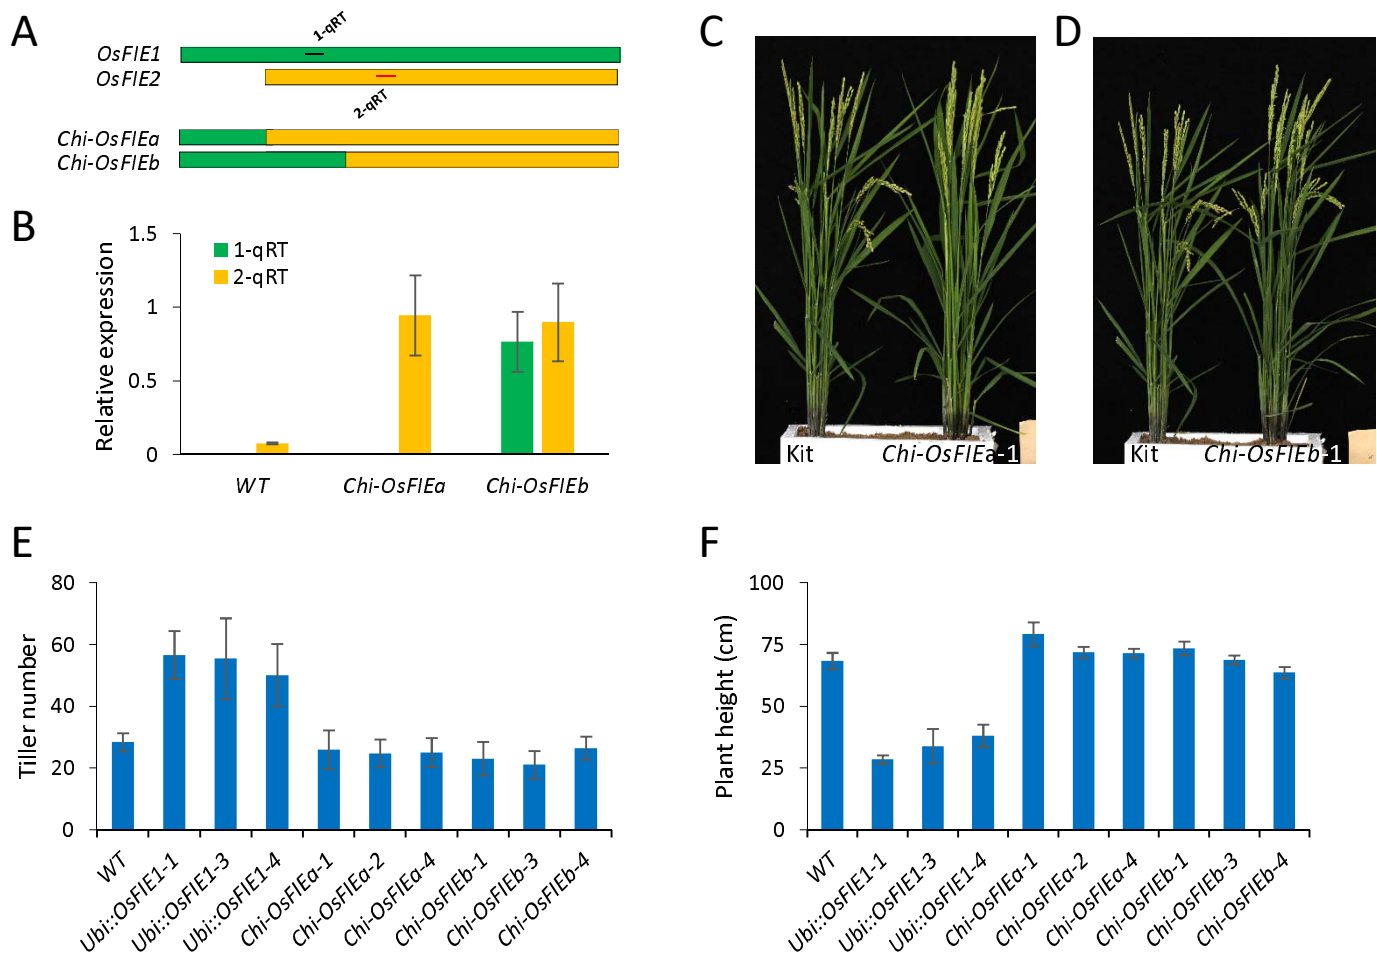 A
1-qRT
OsFIE1
OsFIE2
2-qRT
Chi-OsFIEa
Chi-OsFIEb
B
Relative expression
1.5
1
0.5
0
1-qRT
2-qRT
WT
Chi-OsFIEa
Chi-OsFIEb
C
Kit
Chi-OsFIEa-1
D
Kit
Chi-OsFIEb-1
E
Tiller number
80
60
40
20
0
WT
Ubi::OsFIE1-1
Ubi::OsFIE1-3
Ubi::OsFIE1-4
Chi-OsFIEa-1
Chi-OsFIEa-2
Chi-OsFIEa-4
Chi-OsFIEb-1
Chi-OsFIEb-3
Chi-OsFIEb-4
F
Plant height (cm)
100
75
50
25
0
WT
Ubi::OsFIE1-1
Ubi::OsFIE1-3
Ubi::OsFIE1-4
Chi-OsFIEa-1
Chi-OsFIEa-2
Chi-OsFIEa-4
Chi-OsFIEb-1
Chi-OsFIEb-3
Chi-OsFIEb-4